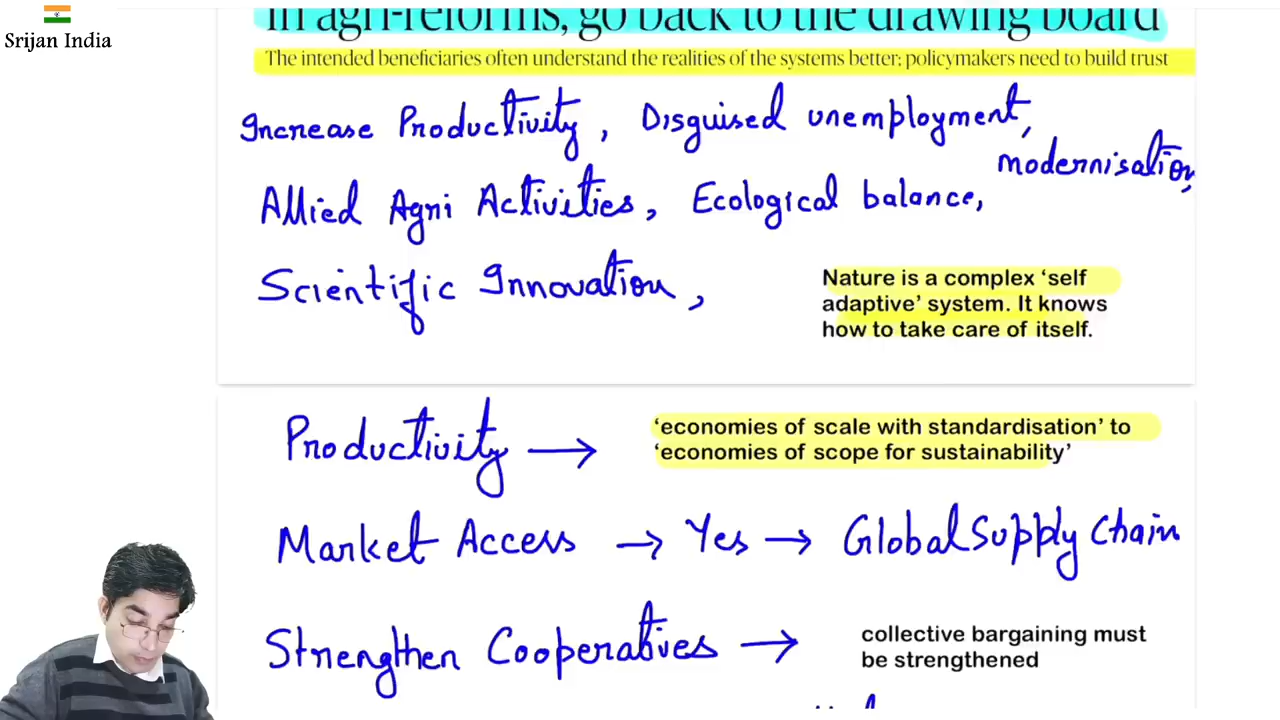 Srijan India
In agri-reforms, go back to the drawing board
The intended beneficiaries often understand the realities of the systems better; policymakers need to build trust
Increase Productivity, Disguised unemployment,
modernisation,
Allied Agri Activities, Ecological balance,
Scientific Innovation,
Nature is a complex ‘self
adaptive’ system. It knows
how to take care of itself.
Productivity →
‘economies of scale with standardisation’ to
‘economies of scope for sustainability’
Market Access → Yes → Global Supply Chain
Strengthen Cooperatives →
collective bargaining must
be strengthened